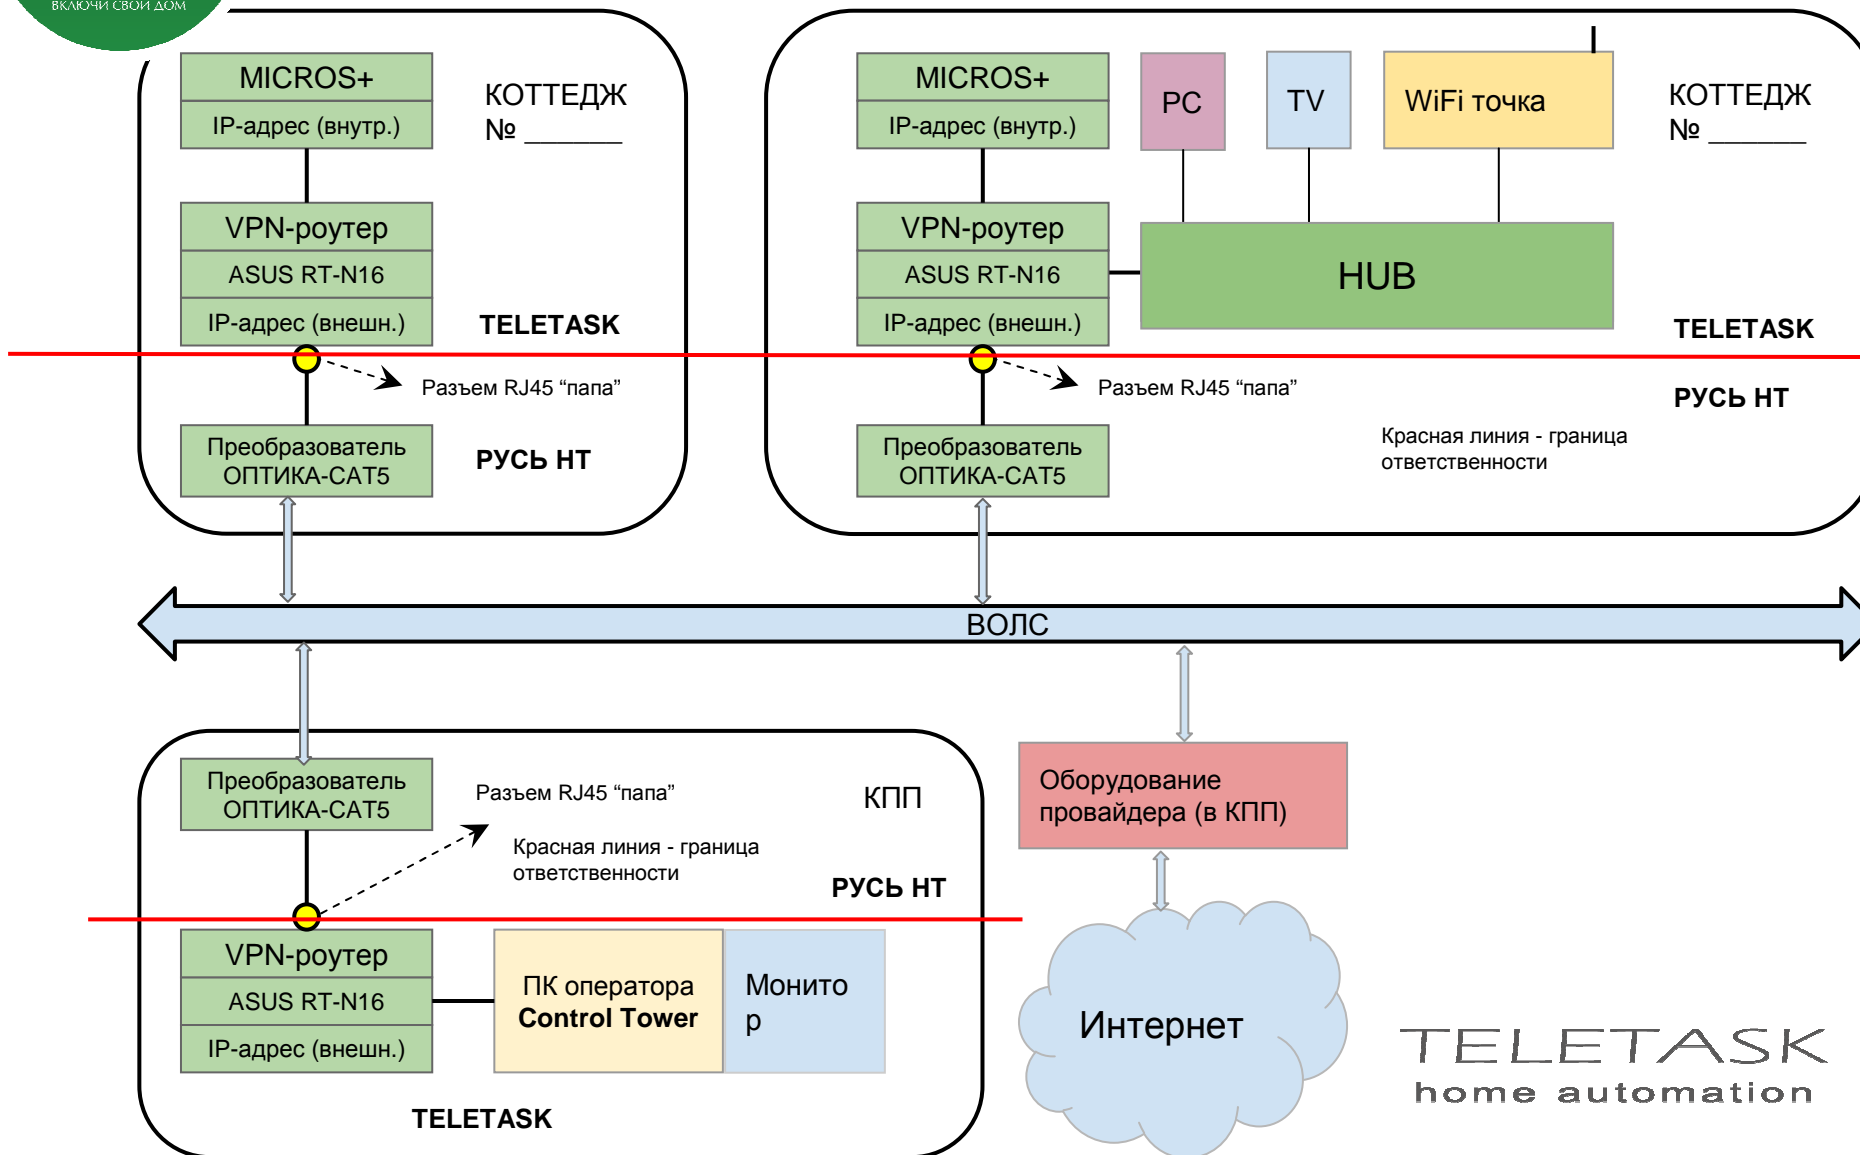 ВКЛЮЧИ СВОЙ ДОМ
MICROS+
IP-адрес (внутр.)
КОТТЕДЖ
№ ______
VPN-роутер
ASUS RT-N16
IP-адрес (внешн.)
TELETASK
Разъем RJ45 “папа”
Преобразователь
ОПТИКА-CAT5
РУСЬ НТ
MICROS+
IP-адрес (внутр.)
PC
TV
WiFi точка
КОТТЕДЖ
№ ______
VPN-роутер
ASUS RT-N16
IP-адрес (внешн.)
HUB
TELETASK
Разъем RJ45 “папа”
РУСЬ НТ
Преобразователь
ОПТИКА-CAT5
Красная линия - граница
ответственности
ВОЛС
Преобразователь
ОПТИКА-CAT5
Разъем RJ45 “папа”
КПП
Красная линия - граница
ответственности
РУСЬ НТ
VPN-роутер
ASUS RT-N16
IP-адрес (внешн.)
ПК оператора
Control Tower
Монито
р
TELETASK
Оборудование
провайдера (в КПП)
Интернет
TELETASK
home automation